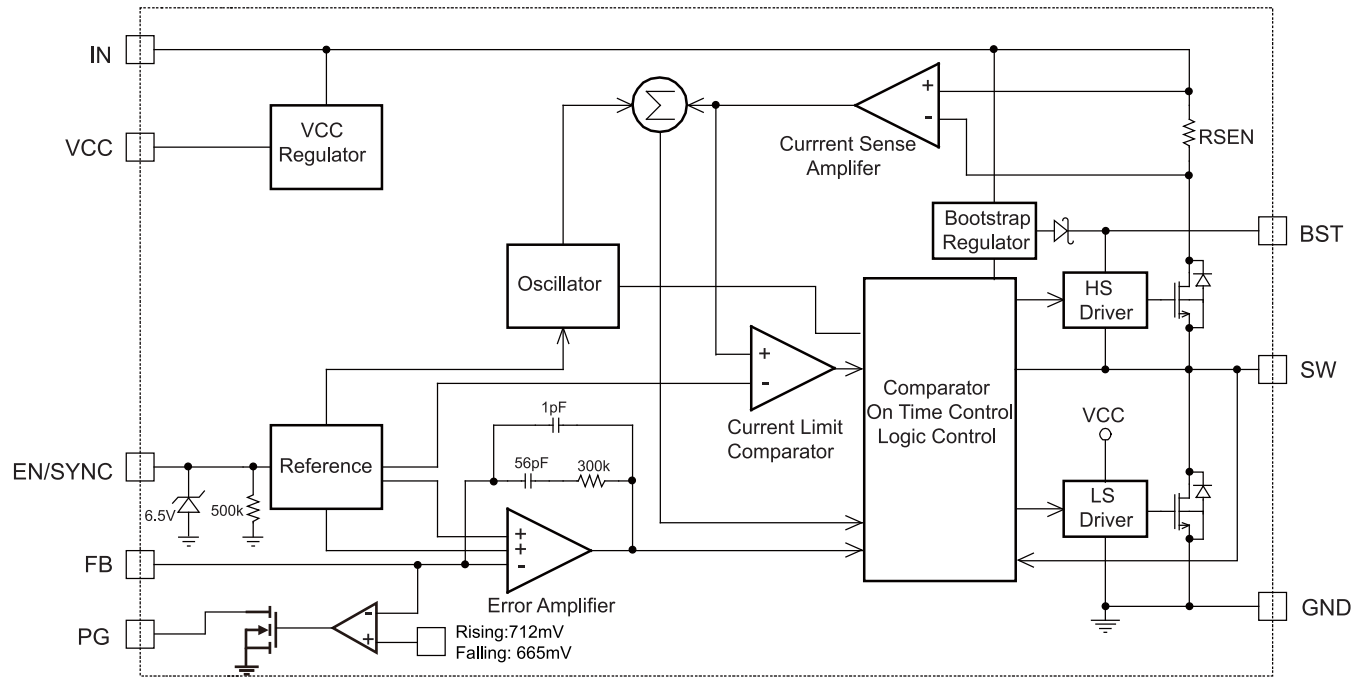 IN
VCC
VCC
Regulator
Σ
+
-
Currrent Sense
Amplifer
RSEN
Bootstrap
Regulator
BST
Oscillator
HS
Driver
+
-
Current Limit
Comparator
Comparator
On Time Control
Logic Control
SW
VCC
1pF
56pF
300k
EN/SYNC
Reference
6.5V
500k
LS
Driver
+
+
-
Error Amplifier
FB
PG
-
+
Rising:712mV
Falling: 665mV
GND